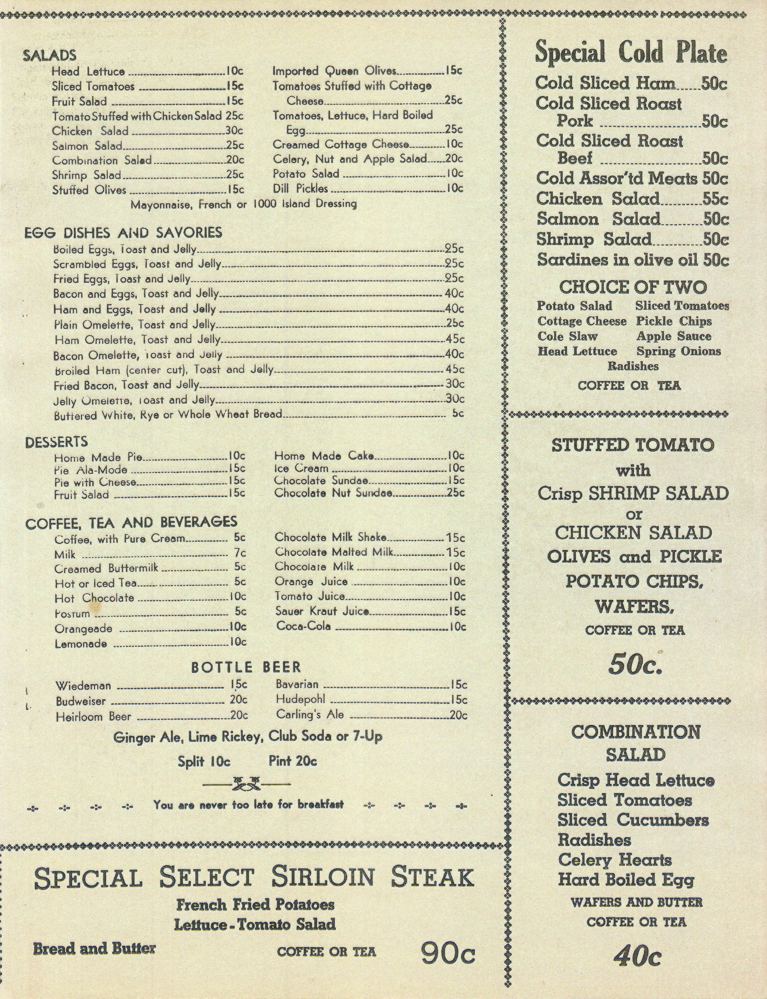 SALADS
Head Lettuce 10c
Sliced Tomatoes 15c
Fruit Salad 15c
Tomato Stuffed with Chicken Salad 25c
Chicken Salad 30c
Salmon Salad 25c
Combination Salad 20c
Shrimp Salad 25c
Stuffed Olives 15c
Imported Queen Olives 15c
Tomatoes Stuffed with Cottage
Cheese 25c
Tomatoes, Lettuce, Hard Boiled
Egg 25c
Creamed Cottage Cheese 10c
Celery, Nut and Apple Salad 20c
Potato Salad 10c
Dill Pickles 10c
Mayonnaise, French or 1000 Island Dressing
EGG DISHES AND SAVORIES
Boiled Eggs, Toast and Jelly 25c
Scrambled Eggs, Toast and Jelly 25c
Fried Eggs, Toast and Jelly 25c
Bacon and Eggs, Toast and Jelly 40c
Ham and Eggs, Toast and Jelly 40c
Plain Omelette, Toast and Jelly 25c
Ham Omelette, Toast and Jelly 45c
Bacon Omelette, Toast and Jelly 40c
Broiled Ham (center cut), Toast and Jelly 45c
Fried Bacon, Toast and Jelly 30c
Jelly Omelette, Toast and Jelly 30c
Buttered White, Rye or Whole Wheat Bread 5c
DESSERTS
Home Made Pie 10c
Pie Ala-Mode 15c
Pie with Cheese 15c
Fruit Salad 15c
Home Made Cake 10c
Ice Cream 10c
Chocolate Sundae 15c
Chocolate Nut Sundae 25c
COFFEE, TEA AND BEVERAGES
Coffee, with Pure Cream 5c
Milk 7c
Creamed Buttermilk 5c
Hot or Iced Tea 5c
Hot Chocolate 10c
Postum 5c
Orangeade 10c
Lemonade 10c
Chocolate Milk Shake 15c
Chocolate Malted Milk 15c
Chocolate Milk 10c
Orange Juice 10c
Tomato Juice 10c
Sauer Kraut Juice 15c
Coca-Cola 10c
BOTTLE BEER
Wiedeman 15c
Budweiser 20c
Heirloom Beer 20c
Bavarian 15c
Hudepohl 15c
Carling's Ale 20c
Ginger Ale, Lime Rickey, Club Soda or 7-Up
Split 10c Pint 20c
You are never too late for breakfast
SPECIAL SELECT SIRLOIN STEAK
French Fried Potatoes
Lettuce-Tomato Salad
Bread and Butter COFFEE OR TEA 90c
Special Cold Plate
Cold Sliced Ham 50c
Cold Sliced Roast
Pork 50c
Cold Sliced Roast
Beef 50c
Cold Assor'td Meats 50c
Chicken Salad 55c
Salmon Salad 50c
Shrimp Salad 50c
Sardines in olive oil 50c
CHOICE OF TWO
Potato Salad Sliced Tomatoes
Cottage Cheese Pickle Chips
Cole Slaw Apple Sauce
Head Lettuce Spring Onions
Radishes
COFFEE OR TEA
STUFFED TOMATO
with
Crisp SHRIMP SALAD
or
CHICKEN SALAD
OLIVES and PICKLE
POTATO CHIPS,
WAFERS,
COFFEE OR TEA
50c.
COMBINATION
SALAD
Crisp Head Lettuce
Sliced Tomatoes
Sliced Cucumbers
Radishes
Celery Hearts
Hard Boiled Egg
WAFERS AND BUTTER
COFFEE OR TEA
40c